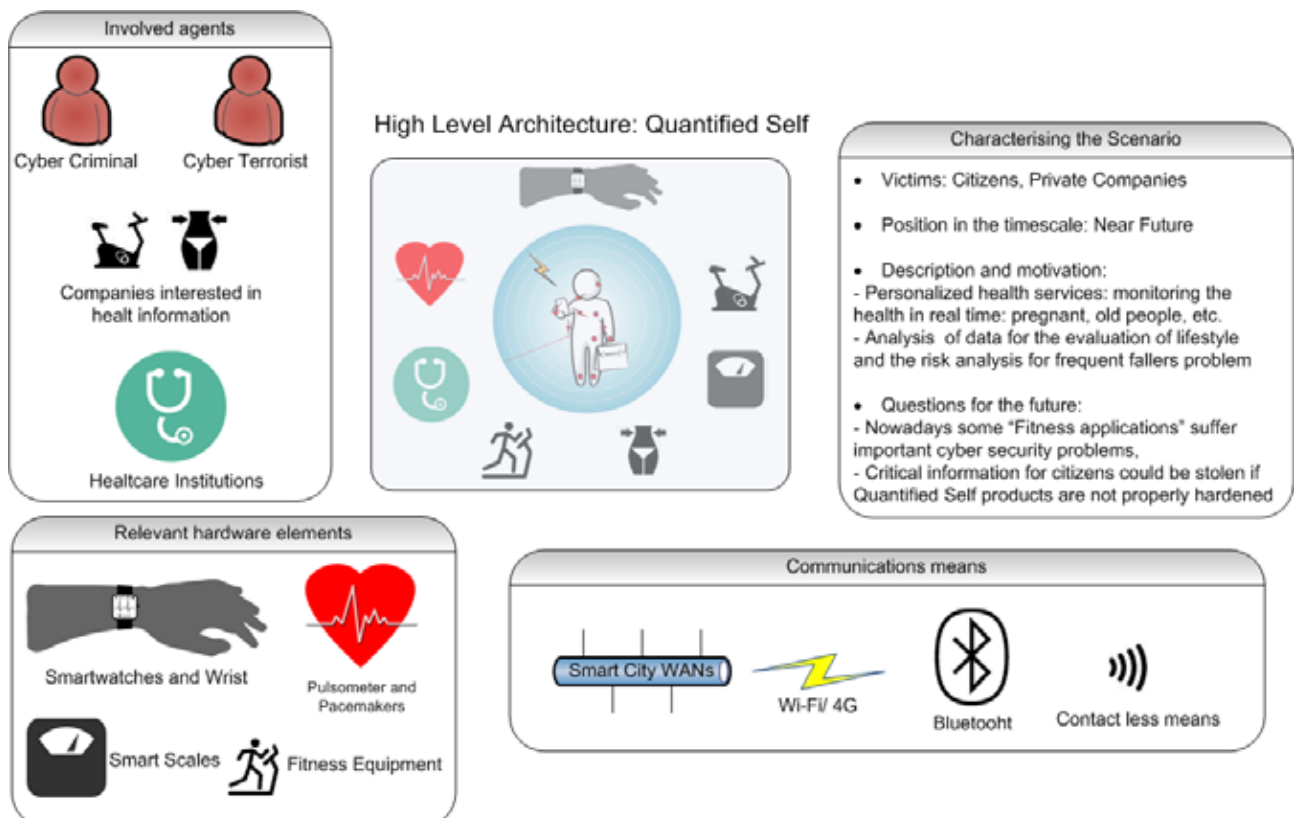 Involved agents
Cyber Criminal
Cyber Terrorist
Companies interested in
healt information
Healtcare Institutions
High Level Architecture: Quantified Self
Characterising the Scenario
• Victims: Citizens, Private Companies
• Position in the timescale: Near Future
• Description and motivation:
- Personalized health services: monitoring the
health in real time: pregnant, old people, etc.
- Analysis of data for the evaluation of lifestyle
and the risk analysis for frequent fallers problem
• Questions for the future:
- Nowadays some “Fitness applications” suffer
important cyber security problems,
- Critical information for citizens could be stolen if
Quantified Self products are not properly hardened
Relevant hardware elements
Smartwatches and Wrist
Pulsometer and
Pacemakers
Smart Scales
Fitness Equipment
Communications means
Smart City WANs
Wi-Fi/ 4G
Bluetooht
Contact less means